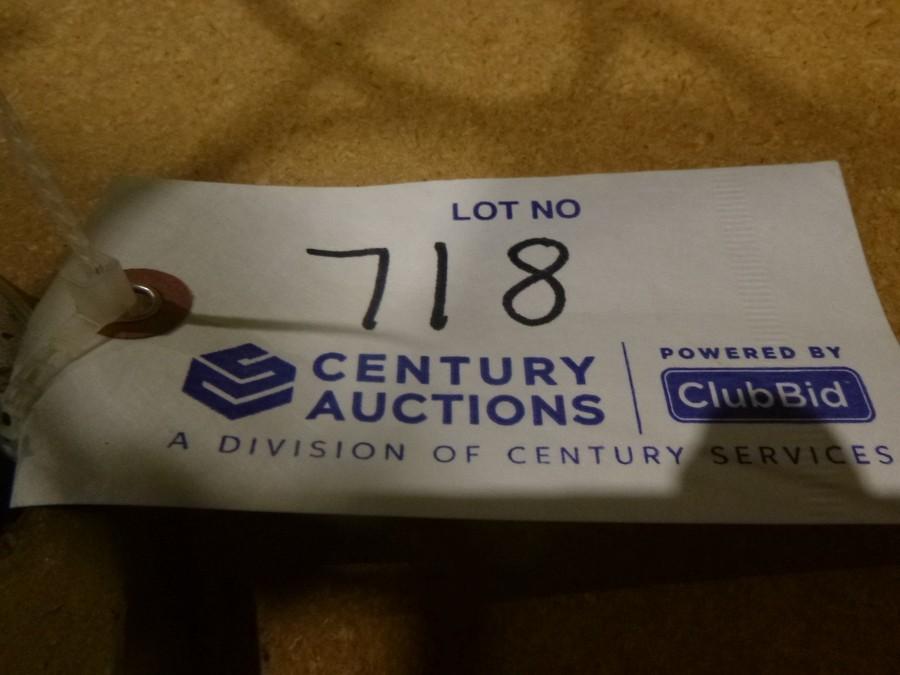 LOT NO
718
CENTURY
AUCTIONS
A DIVISION OF CENTURY SERVICES
POWERED BY
ClubBid